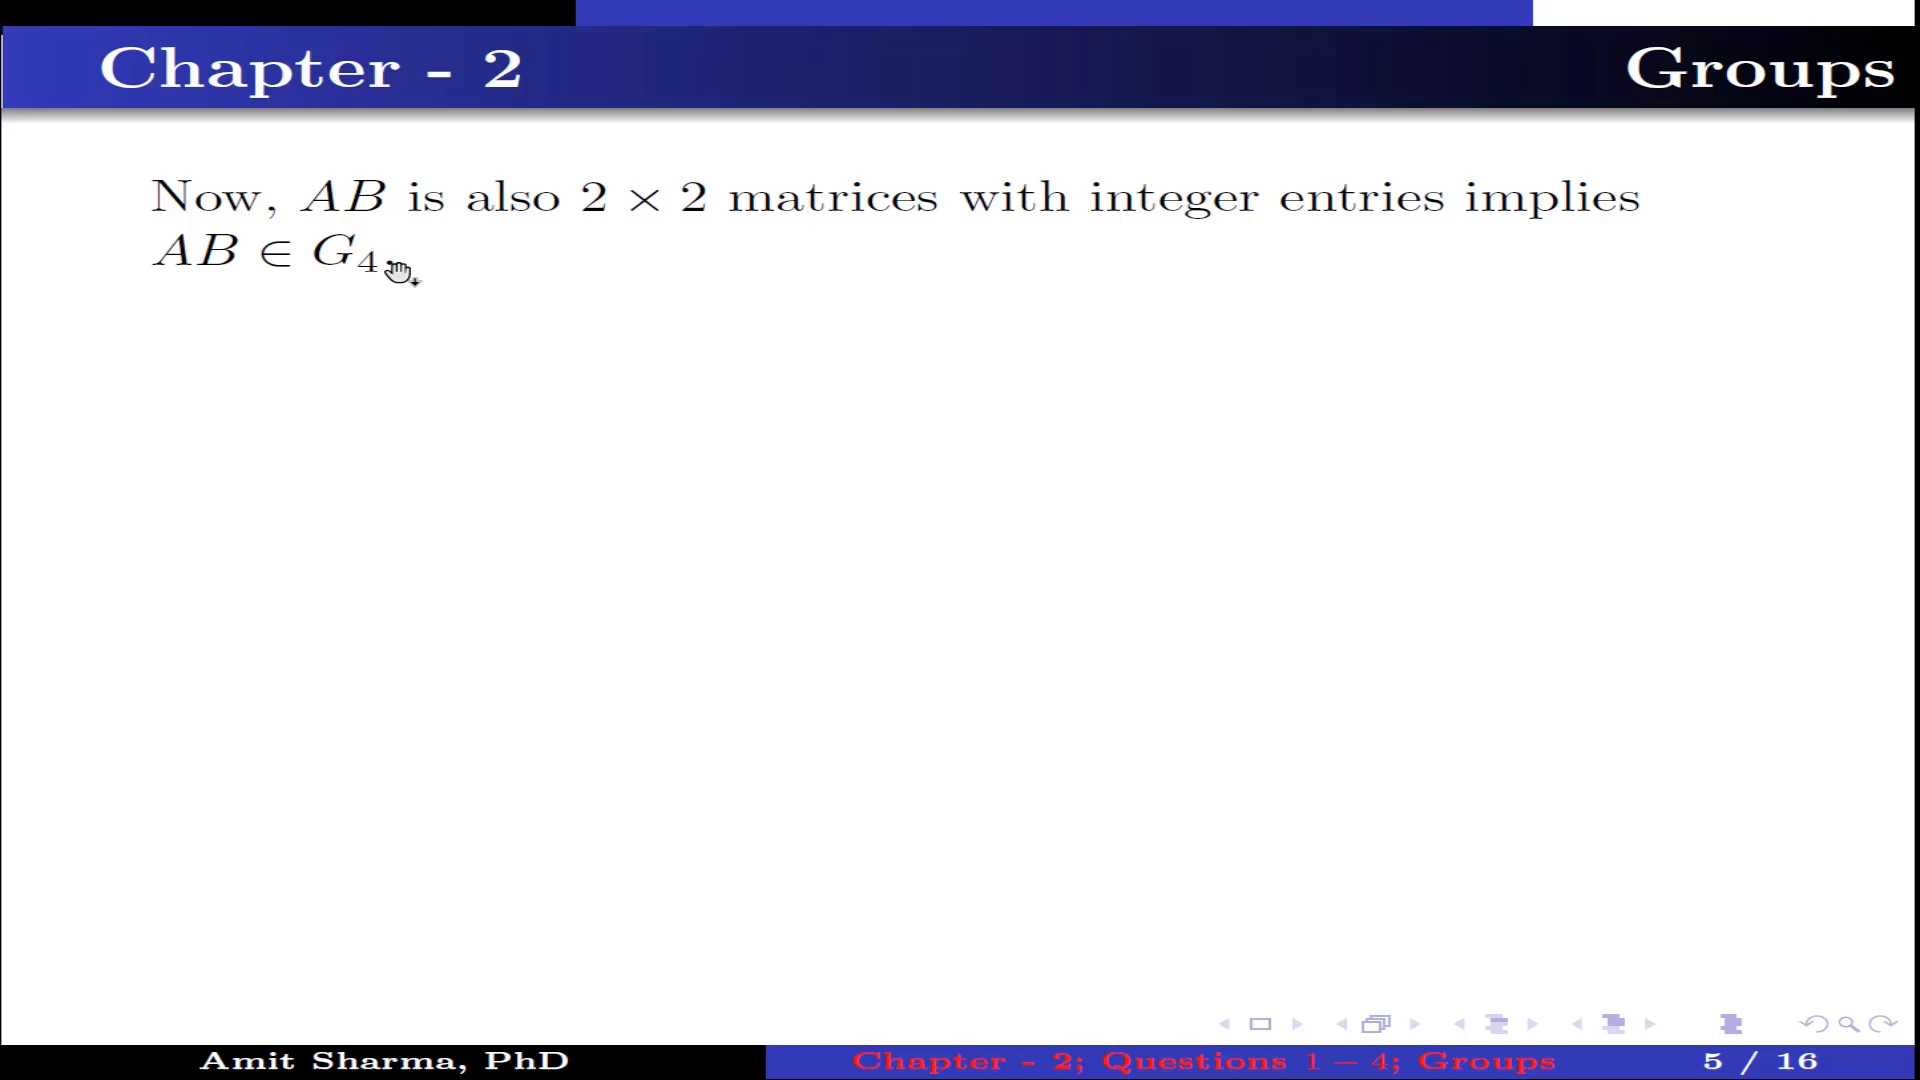 Chapter - 2 Groups
Now, AB is also 2 × 2 matrices with integer entries implies
AB ∈ G₄.
Amit Sharma, PhD Chapter - 2; Questions 1 – 4; Groups 5 / 16